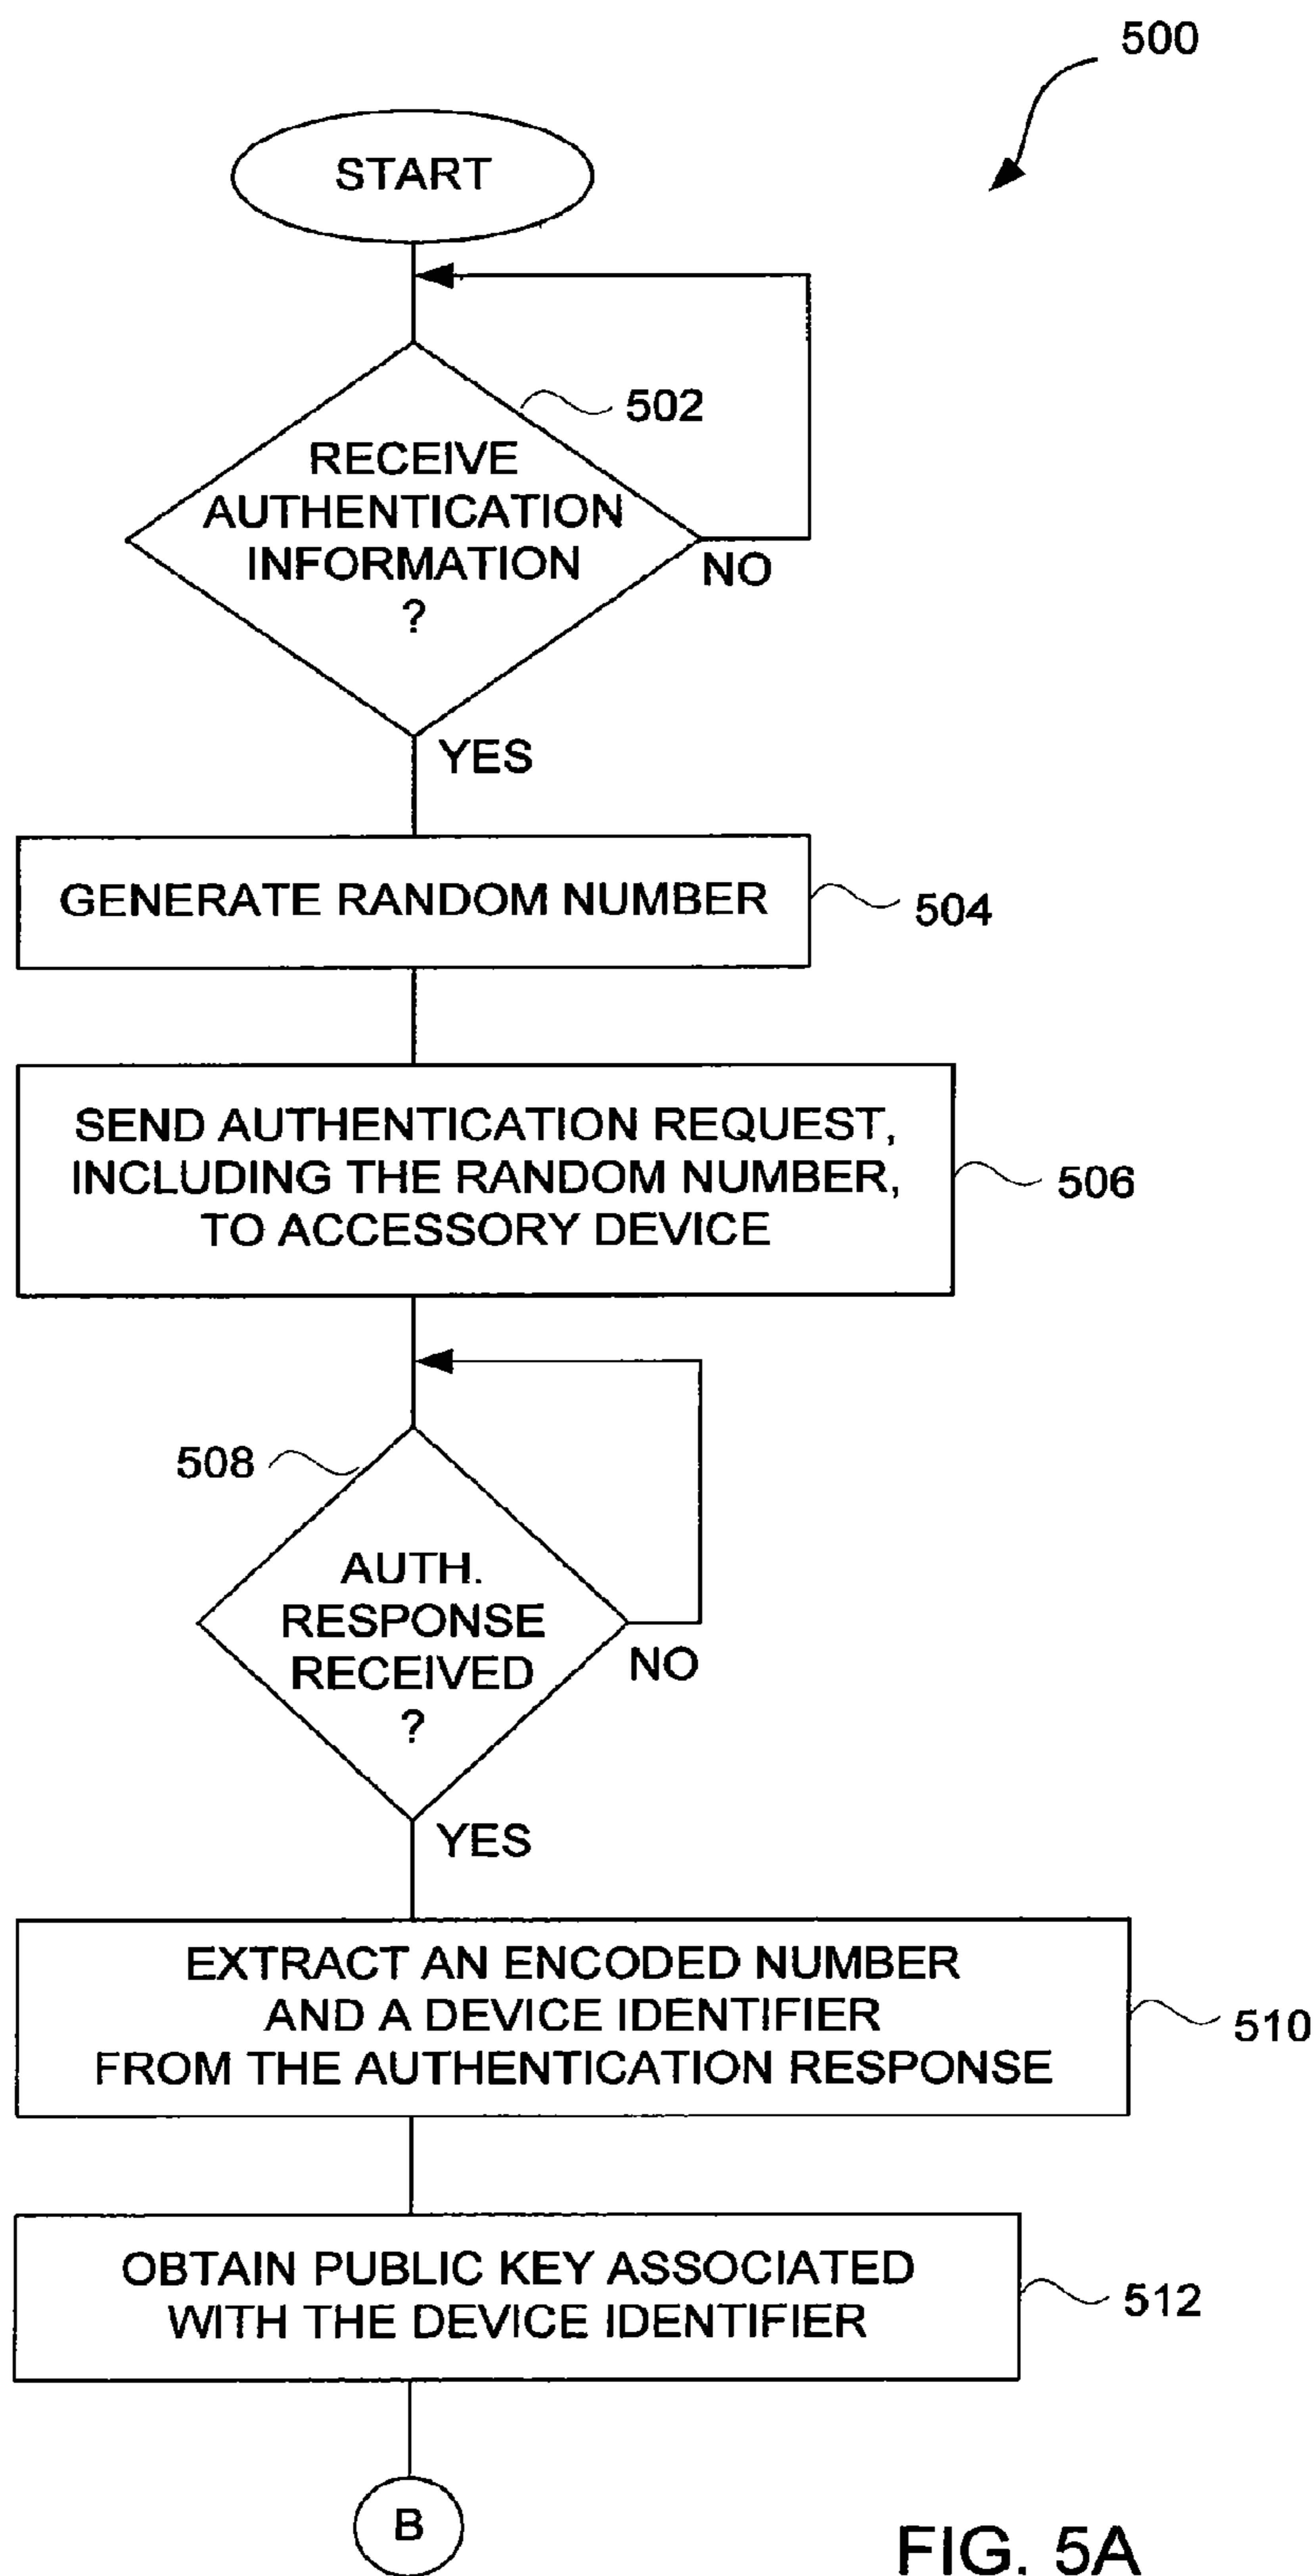 500
START
502
RECEIVE
AUTHENTICATION
INFORMATION
?
NO
YES
GENERATE RANDOM NUMBER
504
SEND AUTHENTICATION REQUEST,
INCLUDING THE RANDOM NUMBER,
TO ACCESSORY DEVICE
506
508
AUTH.
RESPONSE
RECEIVED
?
NO
YES
EXTRACT AN ENCODED NUMBER
AND A DEVICE IDENTIFIER
FROM THE AUTHENTICATION RESPONSE
510
OBTAIN PUBLIC KEY ASSOCIATED
WITH THE DEVICE IDENTIFIER
512
B
FIG. 5A